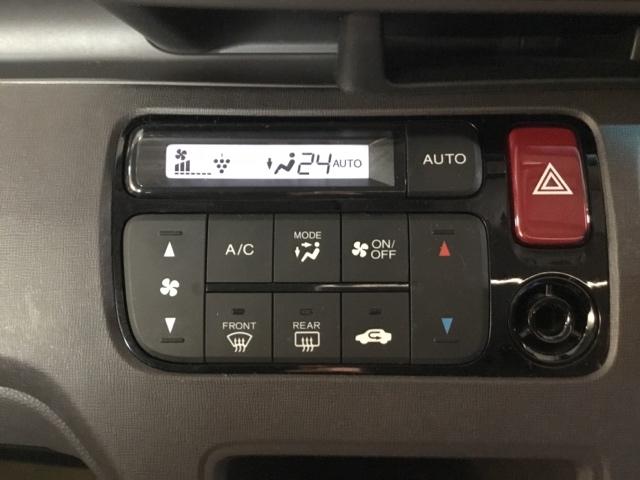 24 AUTO
AUTO
A/C
MODE
ON/
OFF
FRONT
REAR